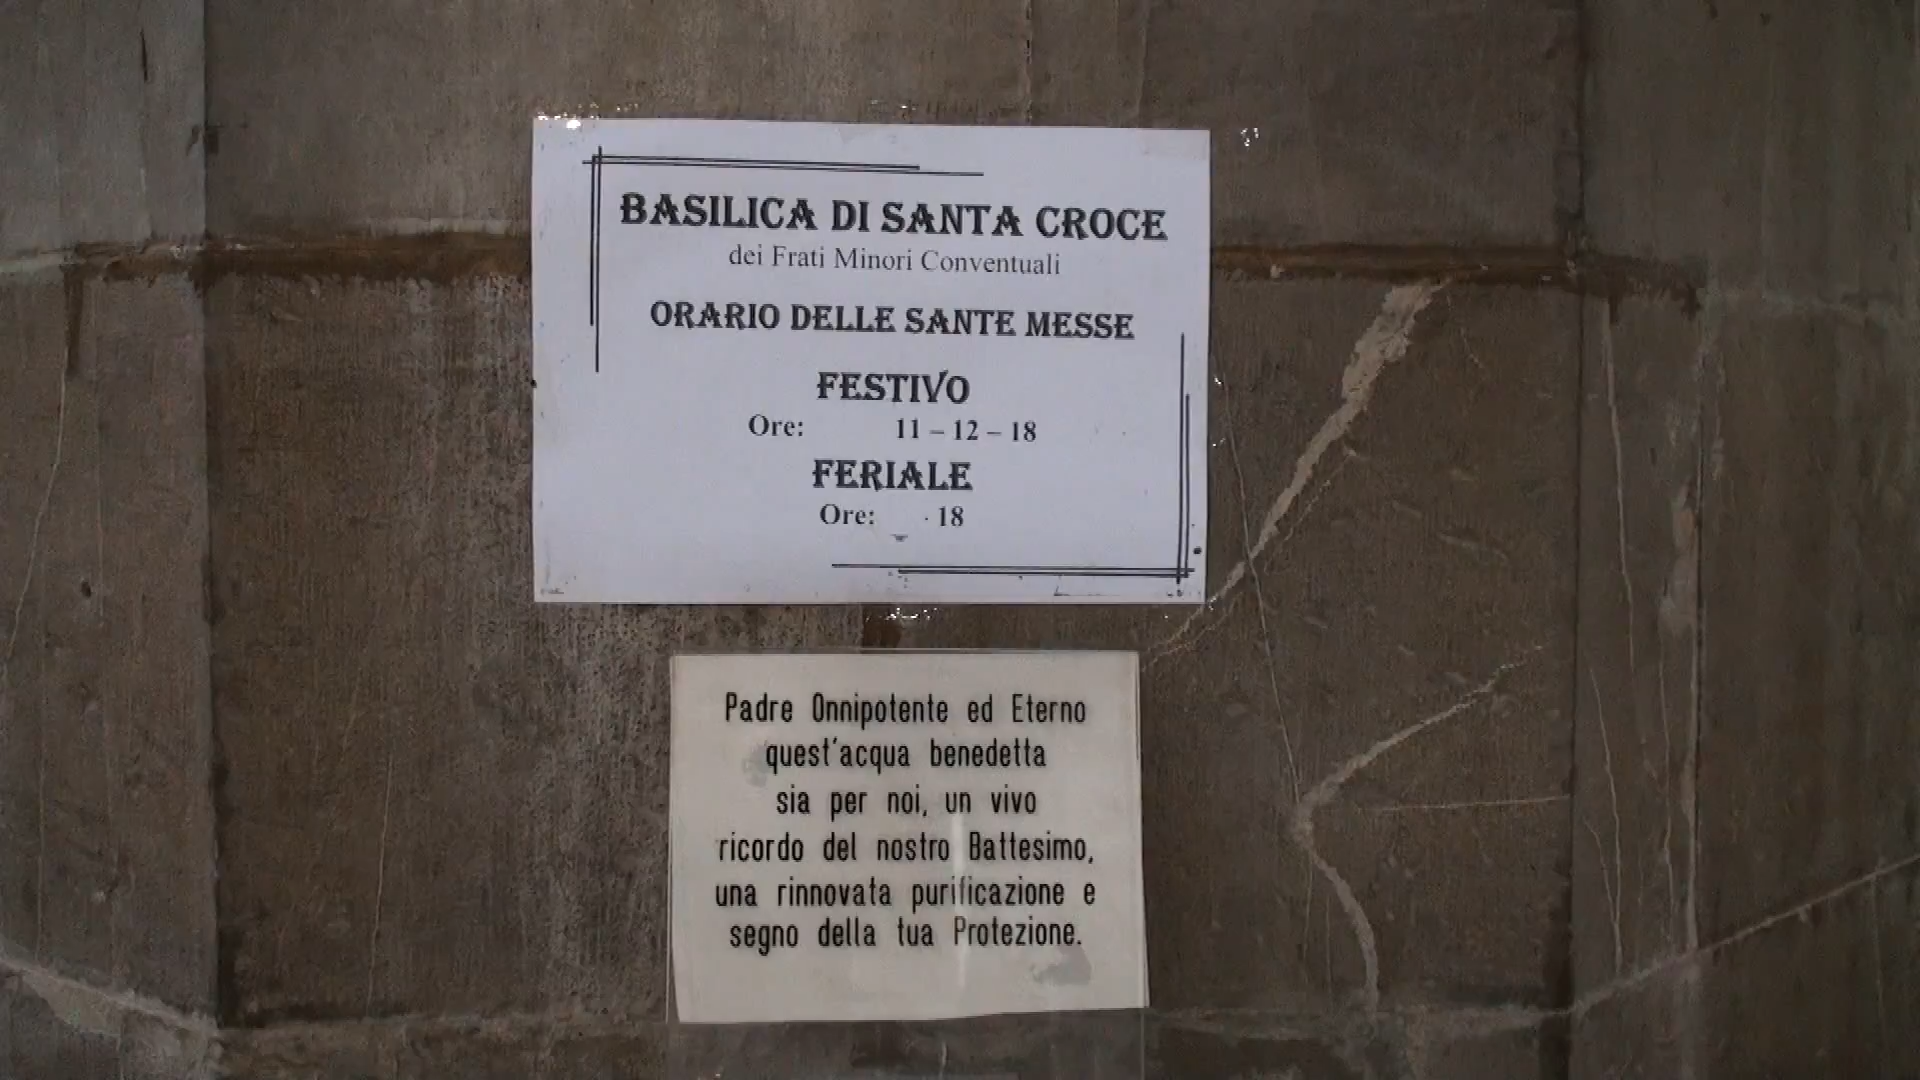 BASILICA DI SANTA CROCE
dei Frati Minori Conventuali
ORARIO DELLE SANTE MESSE
FESTIVO
Ore: 11 – 12 – 18
FERIALE
Ore: 18
Padre Onnipotente ed Eterno
quest'acqua benedetta
sia per noi, un vivo
ricordo del nostro Battesimo,
una rinnovata purificazione e
segno della tua Protezione.